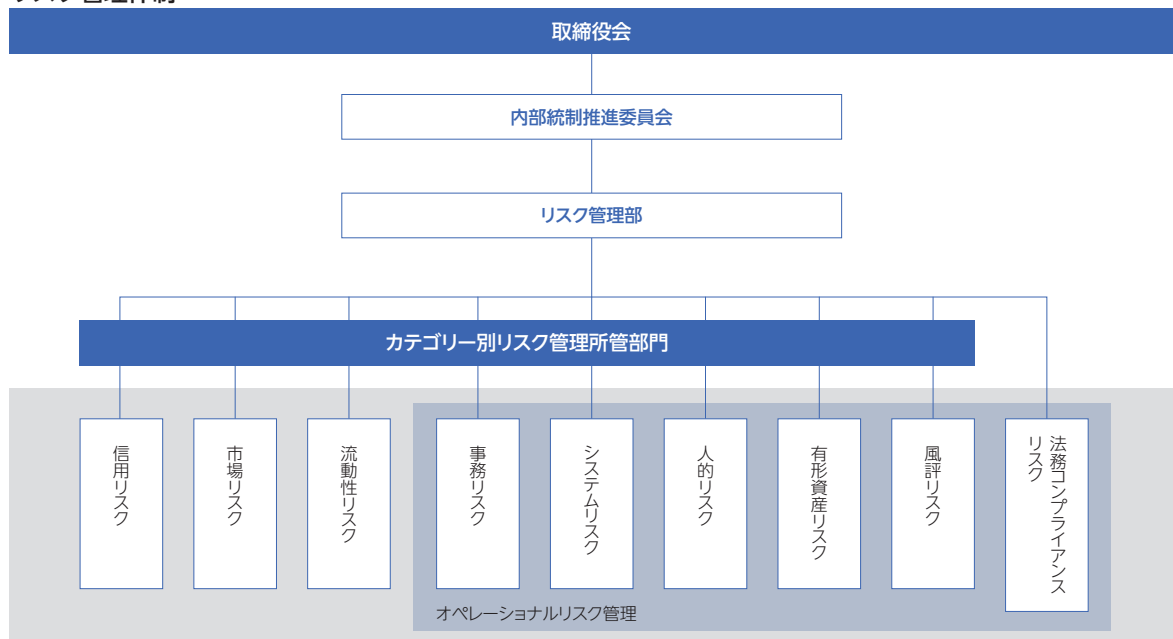 取締役会
内部統制推進委員会
リスク管理部
カテゴリー別リスク管理所管部門
信用リスク
市場リスク
流動性リスク
事務リスク
システムリスク
人的リスク
有形資産リスク
風評リスク
法務コンプライアンス
リスク
オペレーショナルリスク管理